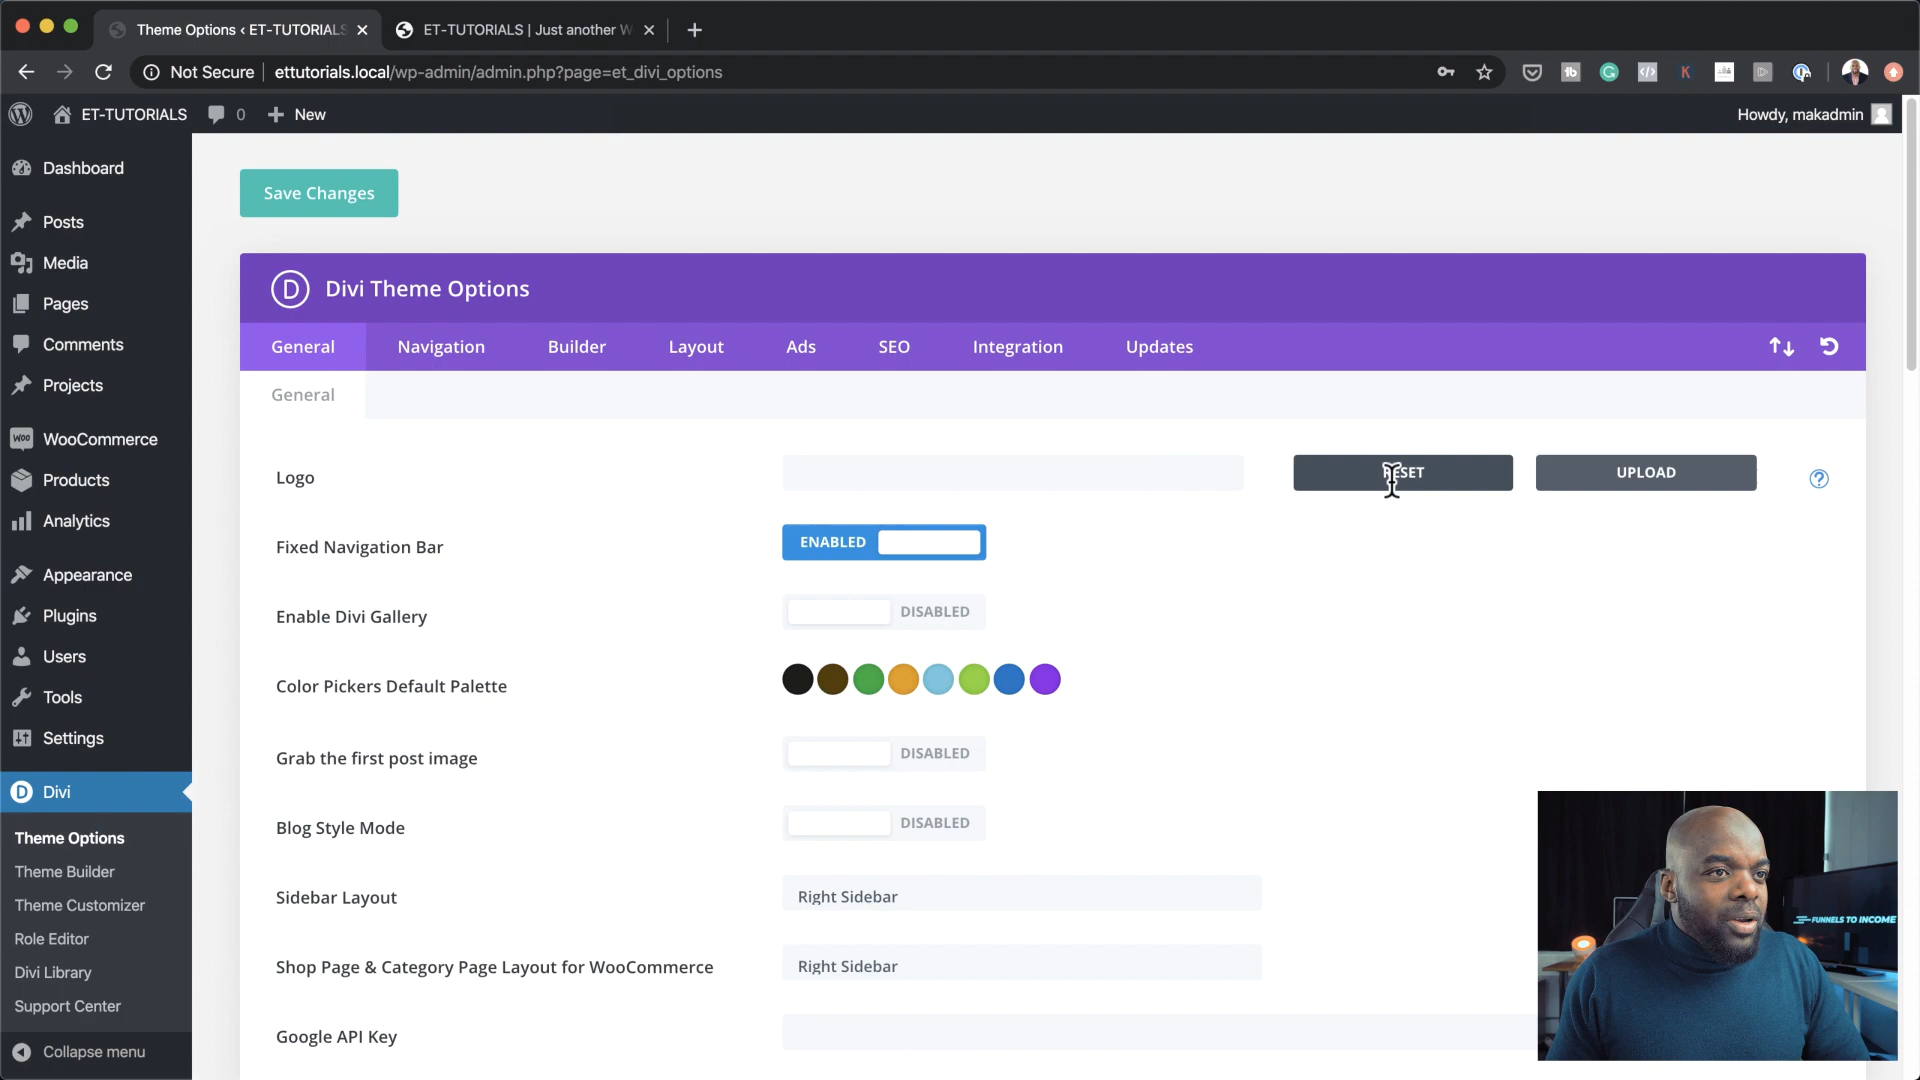 Theme Options ‹ ET-TUTORIALS
ET-TUTORIALS | Just another W
Not Secure
ettutorials.local/wp-admin/admin.php?page=et_divi_options
ET-TUTORIALS
0
New
Howdy, makadmin
Dashboard
Posts
Media
Pages
Comments
Projects
WooCommerce
Products
Analytics
Appearance
Plugins
Users
Tools
Settings
Divi
Theme Options
Theme Builder
Theme Customizer
Role Editor
Divi Library
Support Center
Collapse menu
Save Changes
D
Divi Theme Options
General
Navigation
Builder
Layout
Ads
SEO
Integration
Updates
General
Logo
RESET
UPLOAD
Fixed Navigation Bar
ENABLED
Enable Divi Gallery
DISABLED
Color Pickers Default Palette
Grab the first post image
DISABLED
Blog Style Mode
DISABLED
Sidebar Layout
Right Sidebar
Shop Page & Category Page Layout for WooCommerce
Right Sidebar
Google API Key
FUNNELS TO INCOME